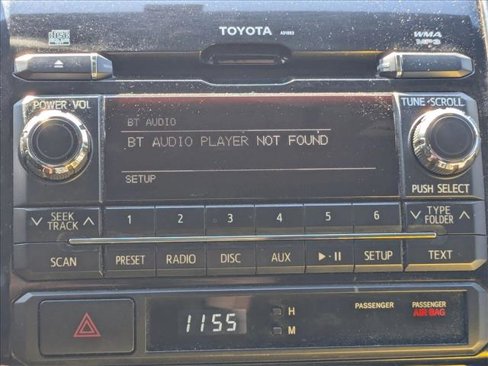 TOYOTA
WMA
MP3
POWER·VOL
TUNE·SCROLL
BT AUDIO
BT AUDIO PLAYER NOT FOUND
SETUP
PUSH SELECT
SEEK
TRACK
1 2 3 4 5 6
TYPE
FOLDER
SCAN PRESET RADIO DISC AUX SETUP TEXT
1155
H
M
PASSENGER
PASSENGER
AIR BAG